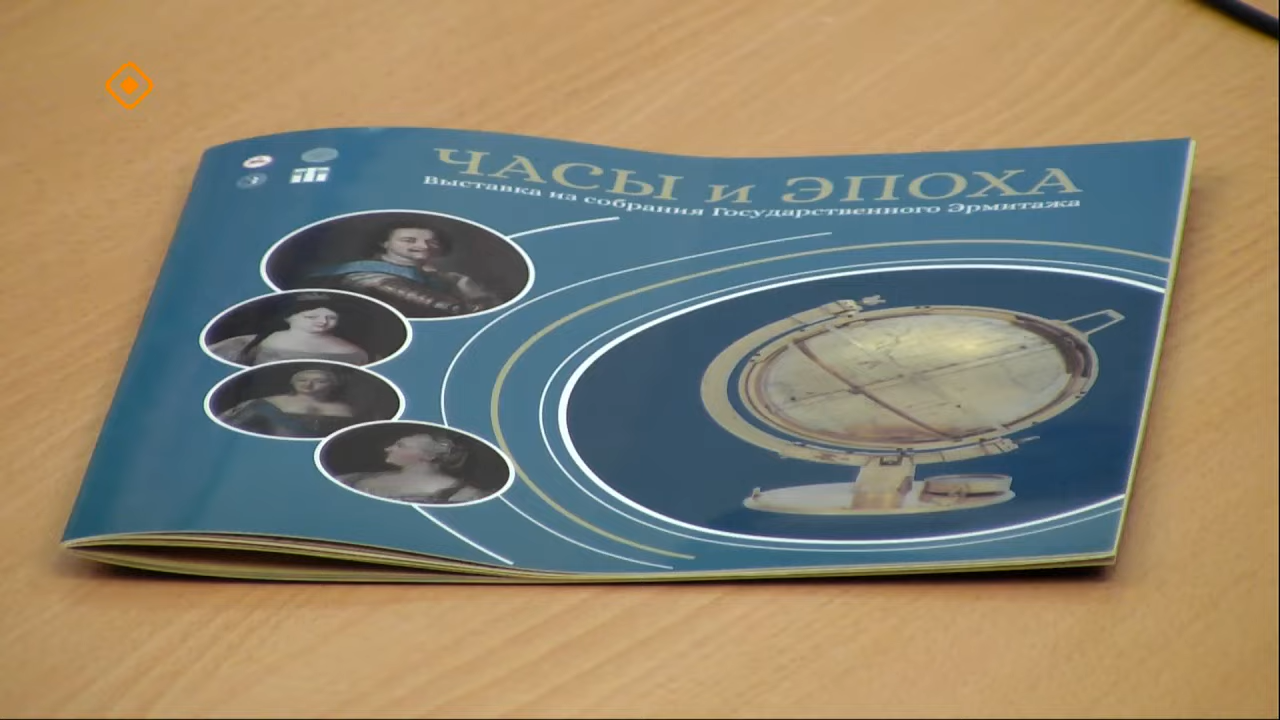 ЧАСЫ и ЭПОХА
Выставка из собрания Государственного Эрмитажа